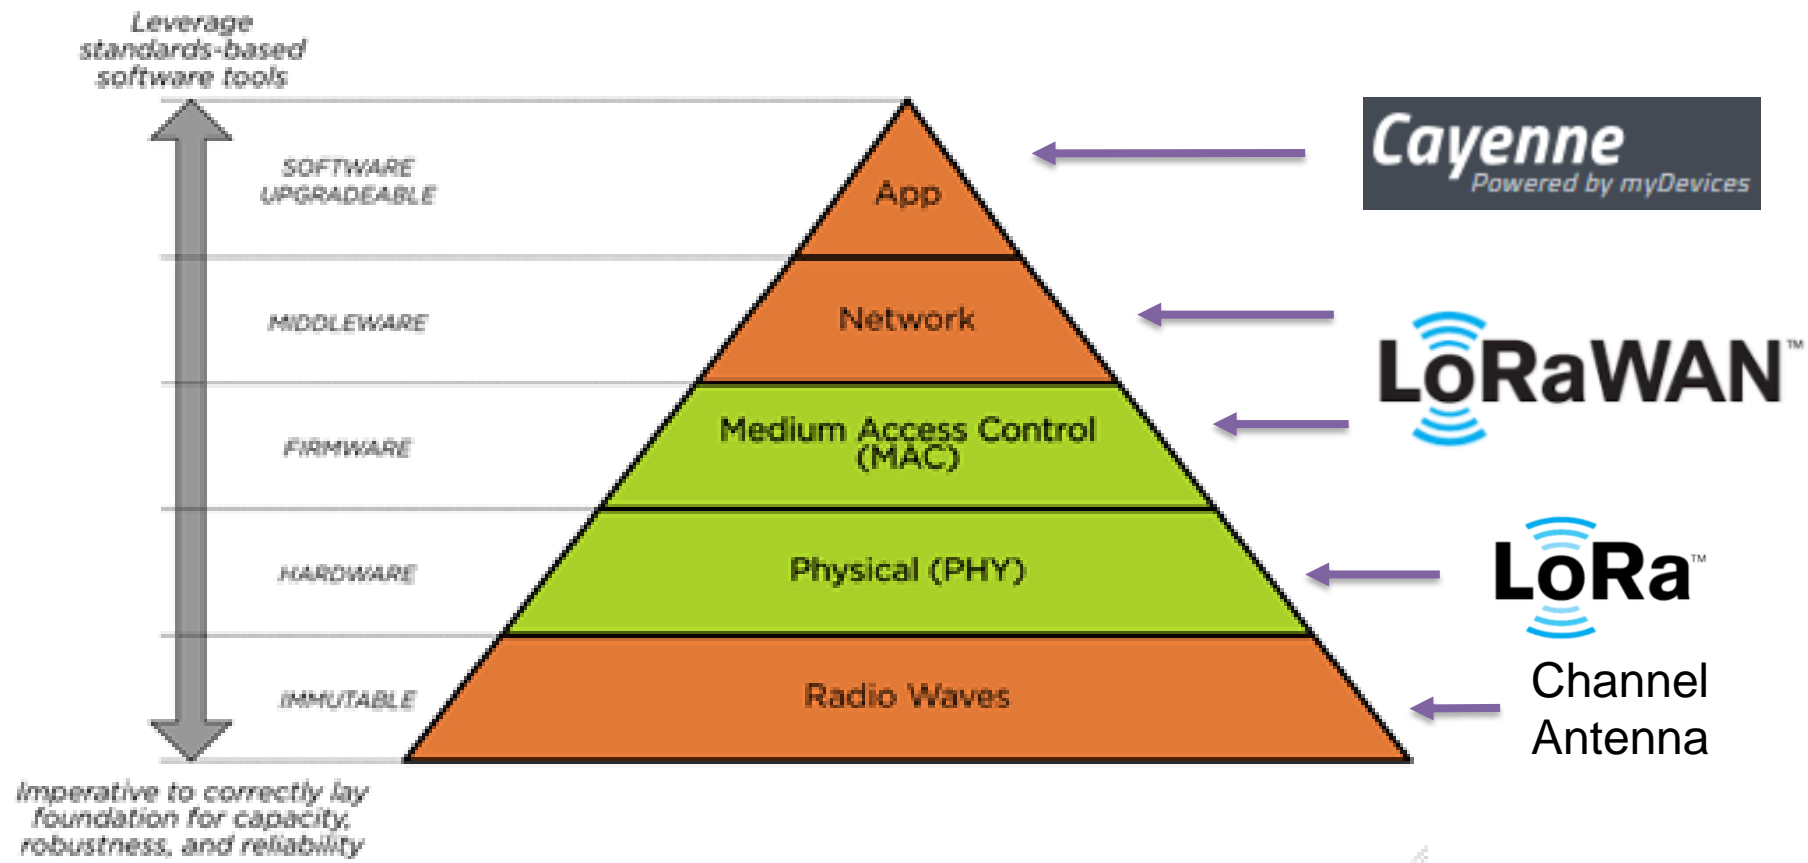 Leverage
standards-based
software tools
SOFTWARE
UPGRADEABLE
App
Cayenne
Powered by myDevices
MIDDLEWARE
Network
LoRaWAN™
FIRMWARE
Medium Access Control
(MAC)
HARDWARE
Physical (PHY)
LoRa™
IMMUTABLE
Radio Waves
Channel
Antenna
Imperative to correctly lay
foundation for capacity,
robustness, and reliability